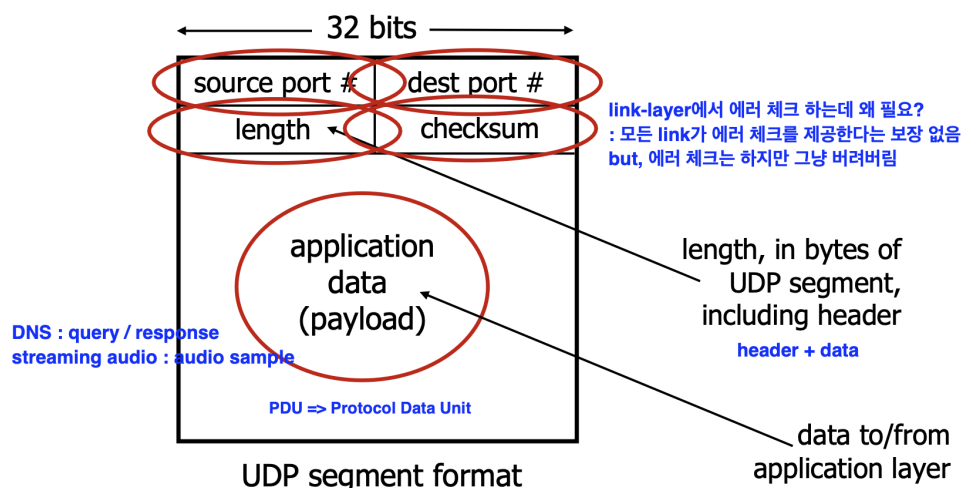 32 bits
source port #
dest port #
length
checksum
link-layer에서 에러 체크 하는데 왜 필요?
: 모든 link가 에러 체크를 제공한다는 보장 없음
but, 에러 체크는 하지만 그냥 버려버림
application
data
(payload)
length, in bytes of
UDP segment,
including header
header + data
DNS : query / response
streaming audio : audio sample
PDU => Protocol Data Unit
data to/from
application layer
UDP segment format